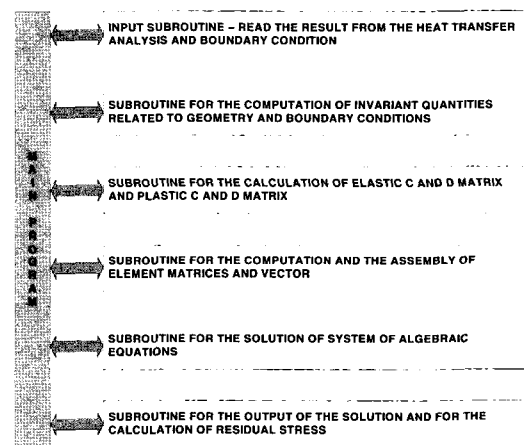 INPUT SUBROUTINE – READ THE RESULT FROM THE HEAT TRANSFER
ANALYSIS AND BOUNDARY CONDITION
SUBROUTINE FOR THE COMPUTATION OF INVARIANT QUANTITIES
RELATED TO GEOMETRY AND BOUNDARY CONDITIONS
MAIN PROGRAM
SUBROUTINE FOR THE CALCULATION OF ELASTIC C AND D MATRIX
AND PLASTIC C AND D MATRIX
SUBROUTINE FOR THE COMPUTATION AND THE ASSEMBLY OF
ELEMENT MATRICES AND VECTOR
SUBROUTINE FOR THE SOLUTION OF SYSTEM OF ALGEBRAIC
EQUATIONS
SUBROUTINE FOR THE OUTPUT OF THE SOLUTION AND FOR THE
CALCULATION OF RESIDUAL STRESS